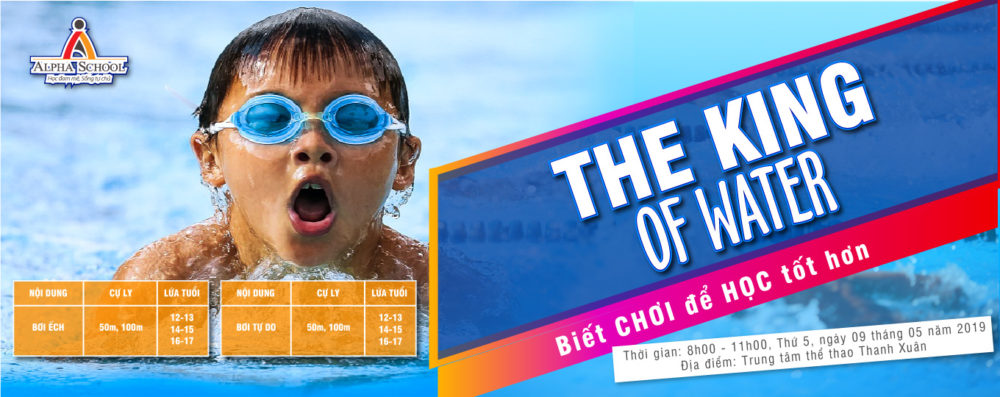 ALPHA SCHOOL
Học đam mê, Sống tự chủ
THE KING
OF WATER
Biết CHƠI để HỌC tốt hơn
Thời gian: 8h00 - 11h00, Thứ 5, ngày 09 tháng 05 năm 2019
Địa điểm: Trung tâm thể thao Thanh Xuân
NỘI DUNG CỰ LY LỨA TUỔI
BƠI ẾCH 50m, 100m 12-13
14-15
16-17
NỘI DUNG CỰ LY LỨA TUỔI
BƠI TỰ DO 50m, 100m 12-13
14-15
16-17